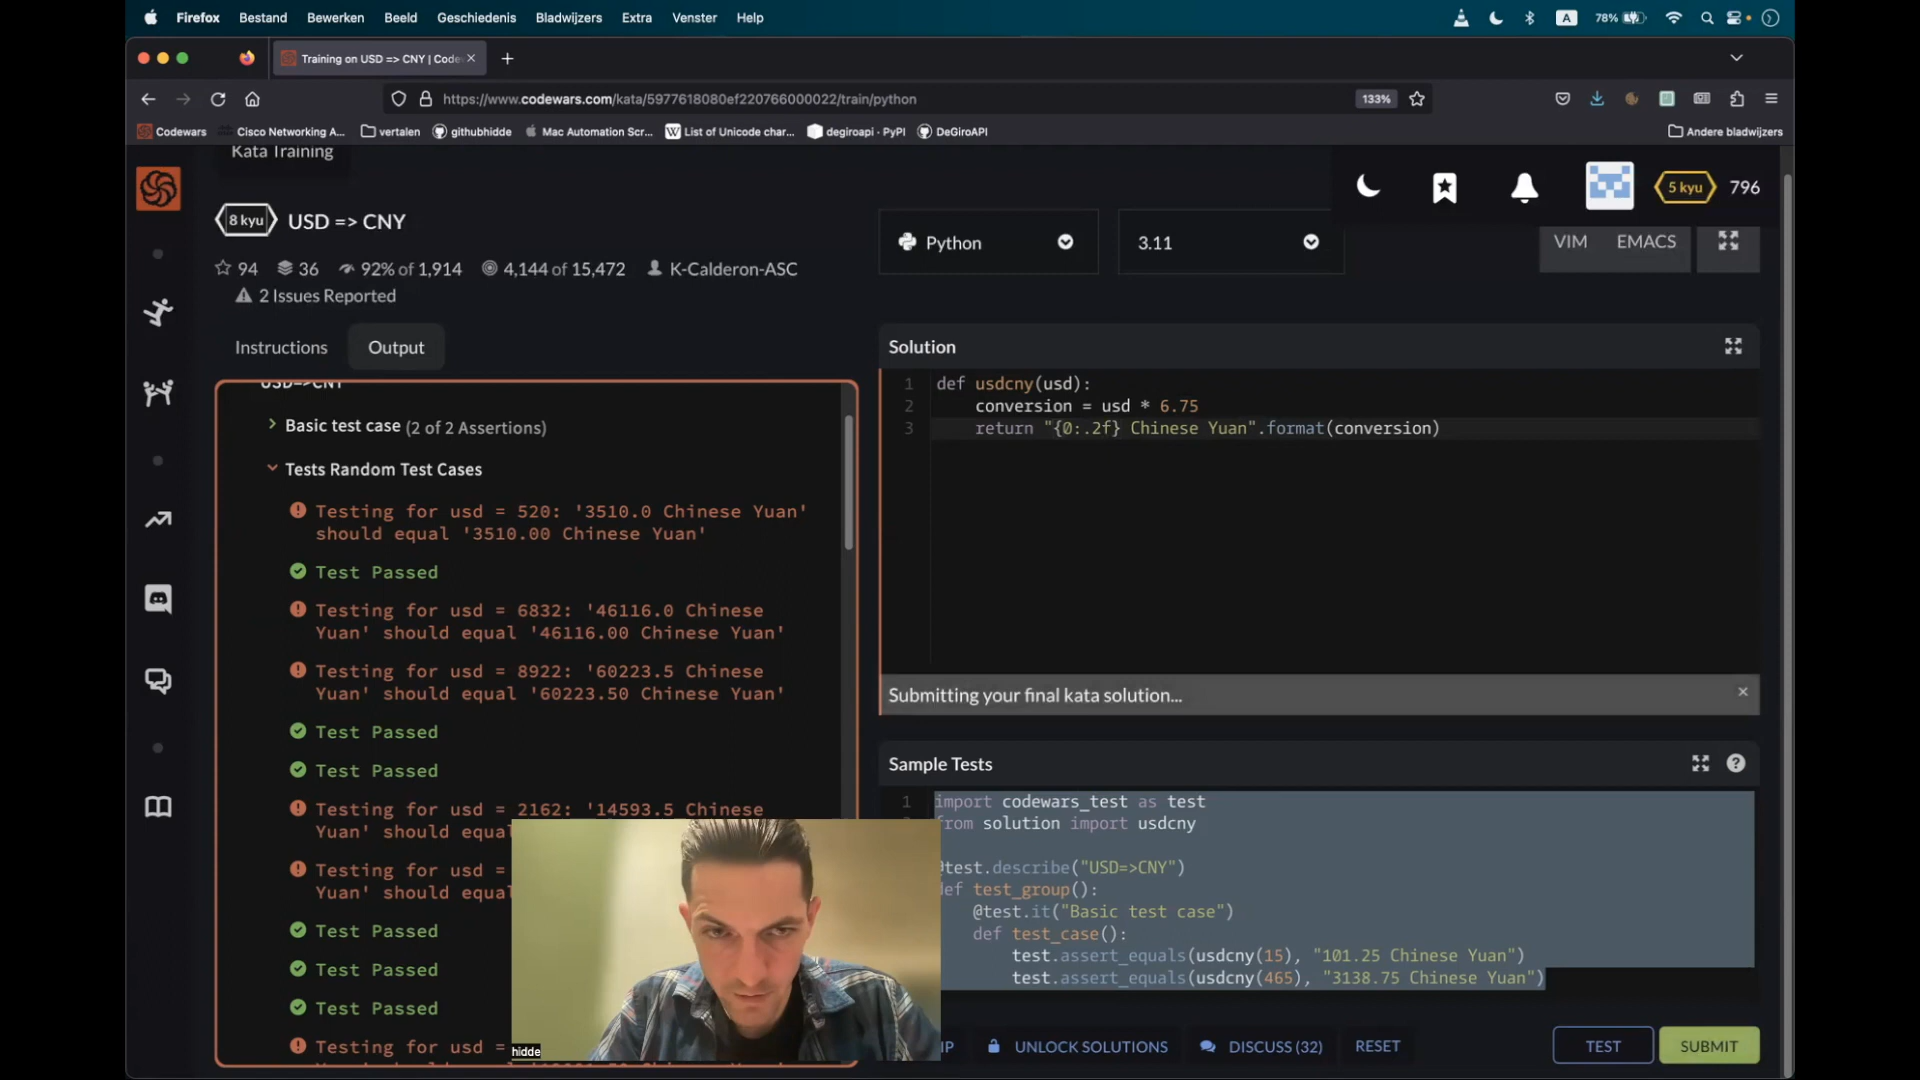 Firefox Bestand Bewerken Beeld Geschiedenis Bladwijzers Extra Venster Help A 78%
Training on USD => CNY | Code
https://www.codewars.com/kata/5977618080ef220766000022/train/python 133%
Codewars Cisco Networking A... vertalen githubhidde Mac Automation Scr... W List of Unicode char... degiroapi · PyPI DeGiroAPI Andere bladwijzers
Kata Training
5 kyu 796
8 kyu USD => CNY
94 36 92% of 1,914 4,144 of 15,472 K-Calderon-ASC
2 Issues Reported
Python 3.11 VIM EMACS
Instructions Output
USD=>CNY
Basic test case (2 of 2 Assertions)
Tests Random Test Cases
Testing for usd = 520: '3510.0 Chinese Yuan'
should equal '3510.00 Chinese Yuan'
Test Passed
Testing for usd = 6832: '46116.0 Chinese
Yuan' should equal '46116.00 Chinese Yuan'
Testing for usd = 8922: '60223.5 Chinese
Yuan' should equal '60223.50 Chinese Yuan'
Test Passed
Test Passed
Testing for usd = 2162: '14593.5 Chinese
Yuan' should equal
Testing for usd =
Yuan' should equal
Test Passed
Test Passed
Test Passed
Testing for usd =
Solution
1 def usdcny(usd):
2 conversion = usd * 6.75
3 return "{0:.2f} Chinese Yuan".format(conversion)
Submitting your final kata solution...
Sample Tests
1 import codewars_test as test
from solution import usdcny
@test.describe("USD=>CNY")
def test_group():
@test.it("Basic test case")
def test_case():
test.assert_equals(usdcny(15), "101.25 Chinese Yuan")
test.assert_equals(usdcny(465), "3138.75 Chinese Yuan")
hidde
UNLOCK SOLUTIONS DISCUSS (32) RESET TEST SUBMIT